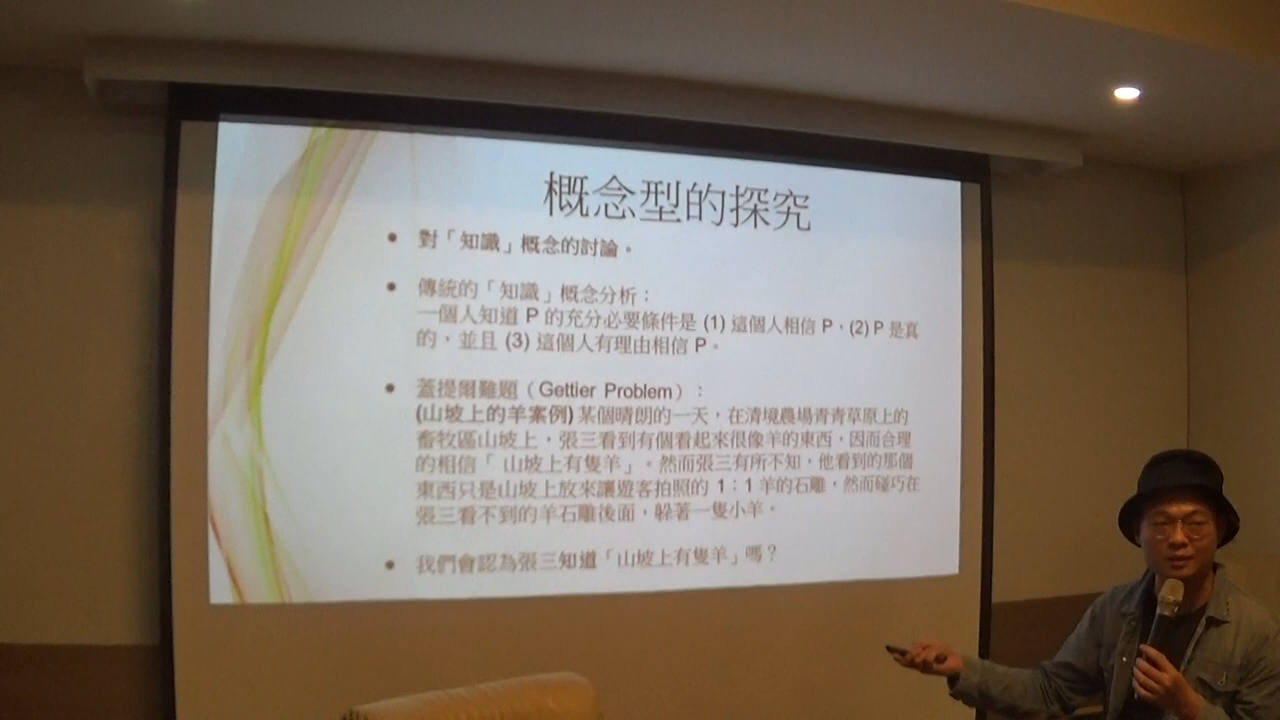 概念型的探究
• 對「知識」概念的討論。
• 傳統的「知識」概念分析：
一個人知道 P 的充分必要條件是 (1) 這個人相信 P，(2) P 是真
的，並且 (3) 這個人有理由相信 P。
• 蓋提爾難題（Gettier Problem）：
(山坡上的羊案例) 某個晴朗的一天，在清境農場青青草原上的
畜牧區山坡上，張三看到有個看起來很像羊的東西，因而合理
的相信「 山坡上有隻羊」。然而張三有所不知，他看到的那個
東西只是山坡上放來讓遊客拍照的 1：1 羊的石雕，然而碰巧在
張三看不到的羊石雕後面，躲著一隻小羊。
• 我們會認為張三知道「山坡上有隻羊」嗎？